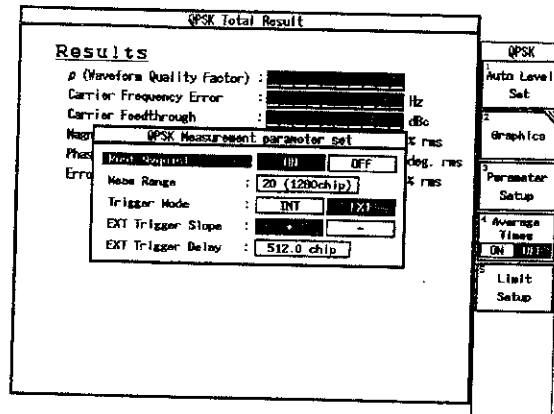 QPSK Total Result
Results
ρ (Waveform Quality Factor) :
Carrier Frequency Error : Hz
Carrier Feedthrough : dBc
Magn % rms
Phas deg. rms
Erro % rms
QPSK Measurement parameter set
ON OFF
Meas Range : 20 (1280chip)
Trigger Mode : INT EXT
EXT Trigger Slope : + -
EXT Trigger Delay : 512.0 chip
QPSK
1 Auto Level
Set
2 Graphics
3 Parameter
Setup
4 Average
Times
ON OFF
5 Limit
Setup